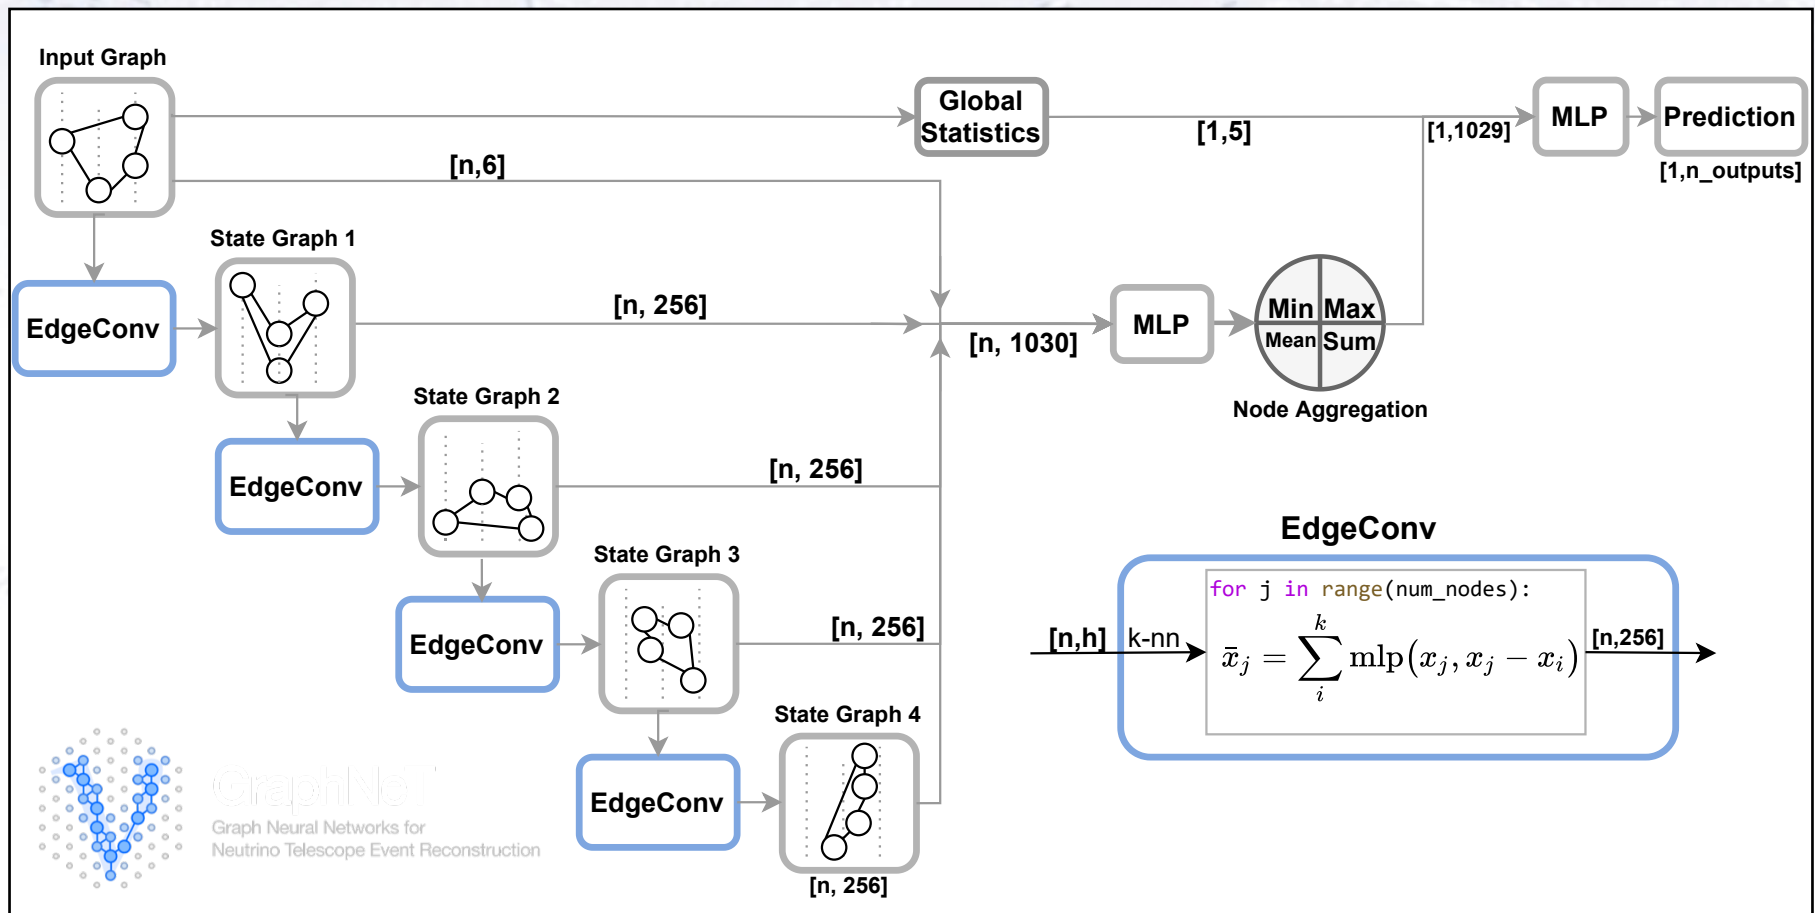 Input Graph
Global
Statistics
[1,5]
[1,1029]
MLP
Prediction
[1,n_outputs]
[n,6]
State Graph 1
EdgeConv
[n, 256]
[n, 1030]
MLP
Min
Max
Mean
Sum
Node Aggregation
State Graph 2
EdgeConv
[n, 256]
State Graph 3
EdgeConv
[n, 256]
State Graph 4
EdgeConv
[n, 256]
EdgeConv
for j in range(num_nodes):
[n,h]
k-nn
x̄_j = ∑_i^k mlp(x_j, x_j − x_i)
[n,256]
GraphNeT
Graph Neural Networks for
Neutrino Telescope Event Reconstruction